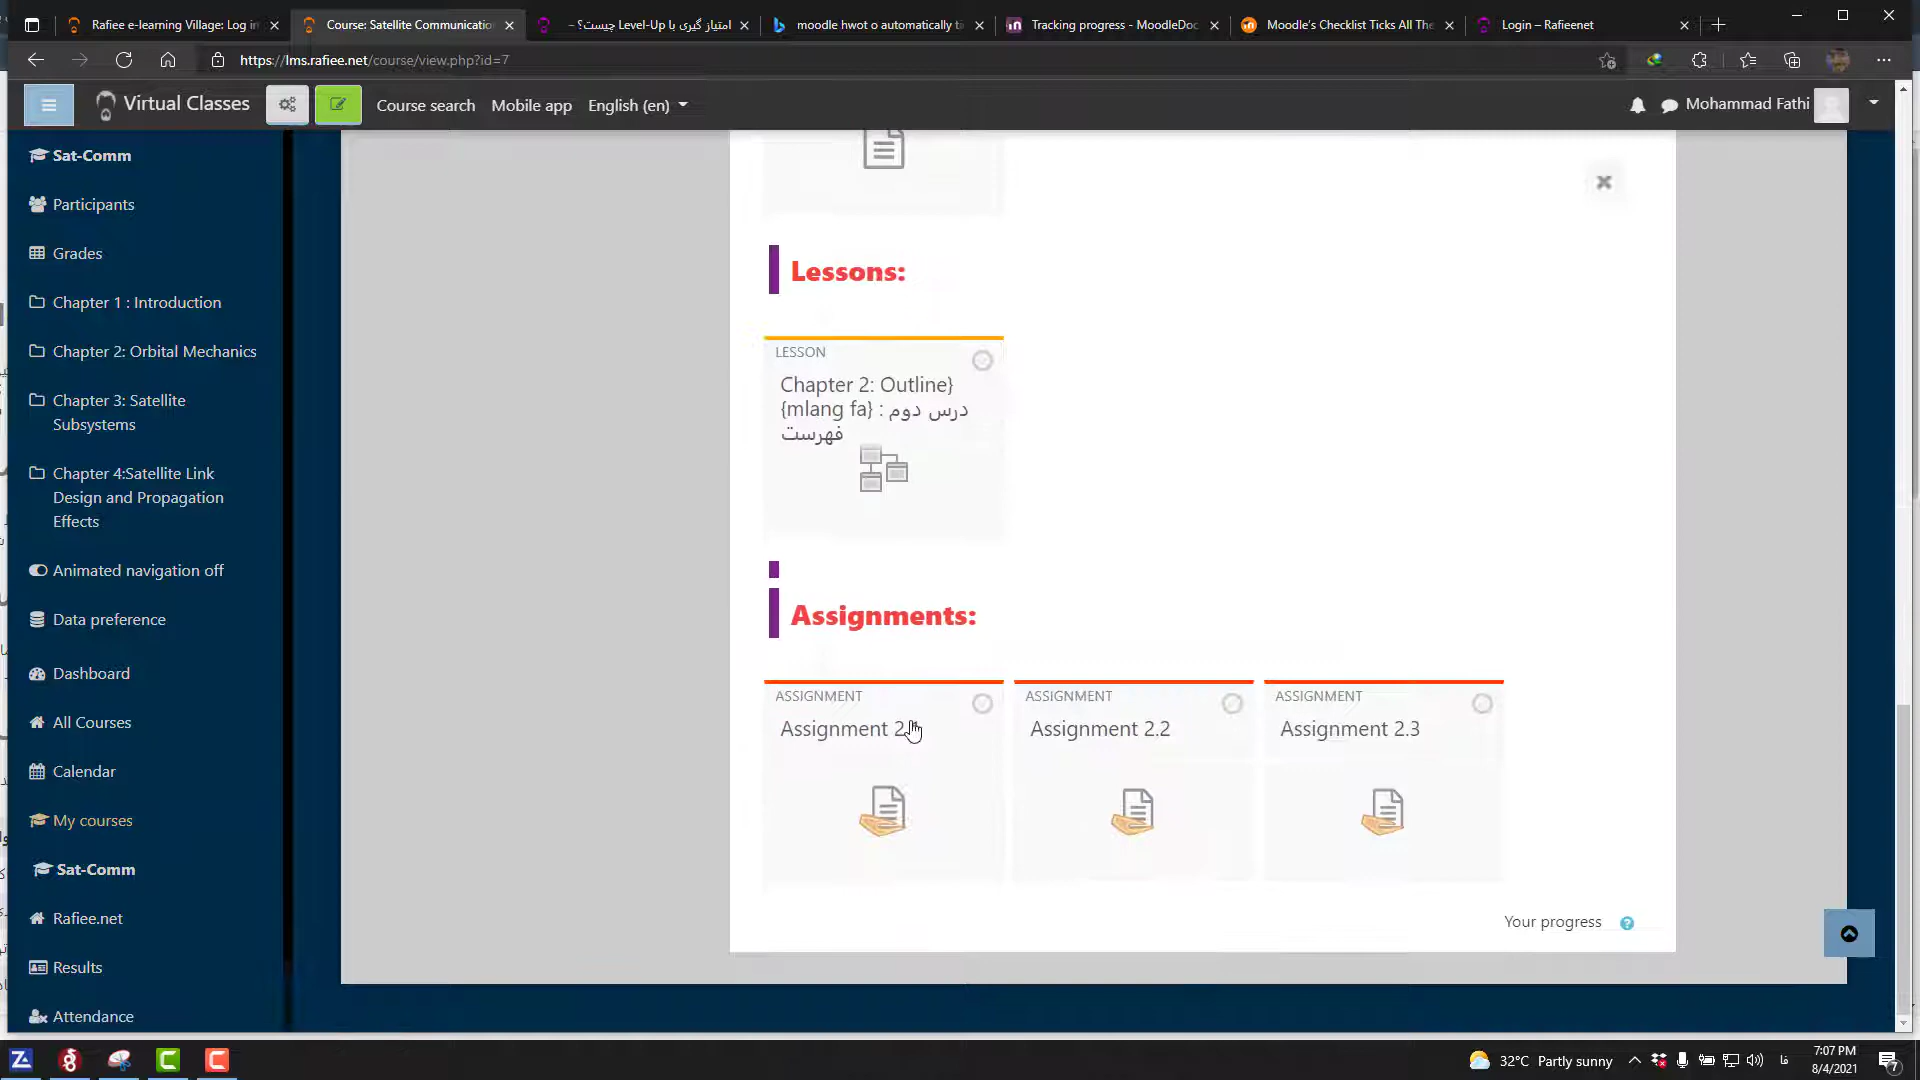 Rafiee e-learning Village: Log in
Course: Satellite Communication
امتیاز گیری با Level-Up چیست؟ –
moodle hwot o automatically ti
Tracking progress - MoodleDoc
Moodle's Checklist Ticks All The
Login – Rafieenet
https://lms.rafiee.net/course/view.php?id=7
Virtual Classes
Course search
Mobile app
English (en)
Mohammad Fathi
Sat-Comm
Participants
Grades
Chapter 1 : Introduction
Chapter 2: Orbital Mechanics
Chapter 3: Satellite
Subsystems
Chapter 4:Satellite Link
Design and Propagation
Effects
Animated navigation off
Data preference
Dashboard
All Courses
Calendar
My courses
Sat-Comm
Rafiee.net
Results
Attendance
Lessons:
LESSON
Chapter 2: Outline}
{mlang fa} : درس دوم
فهرست
Assignments:
ASSIGNMENT
Assignment
ASSIGNMENT
Assignment 2.2
ASSIGNMENT
Assignment 2.3
Your progress
32°C Partly sunny
فا
7:07 PM
8/4/2021
7